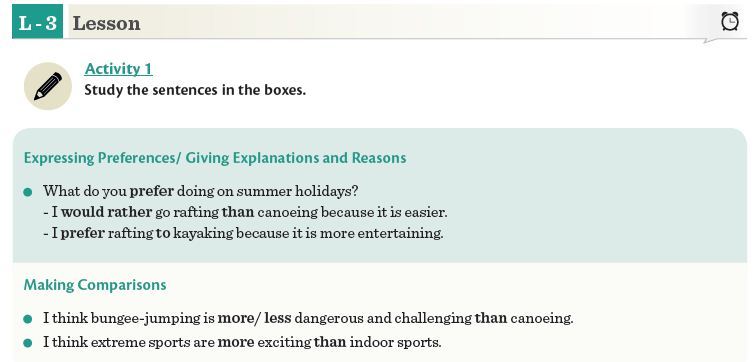 L - 3 Lesson
Activity 1
Study the sentences in the boxes.
Expressing Preferences/ Giving Explanations and Reasons
What do you prefer doing on summer holidays?
- I would rather go rafting than canoeing because it is easier.
- I prefer rafting to kayaking because it is more entertaining.
Making Comparisons
I think bungee-jumping is more/ less dangerous and challenging than canoeing.
I think extreme sports are more exciting than indoor sports.